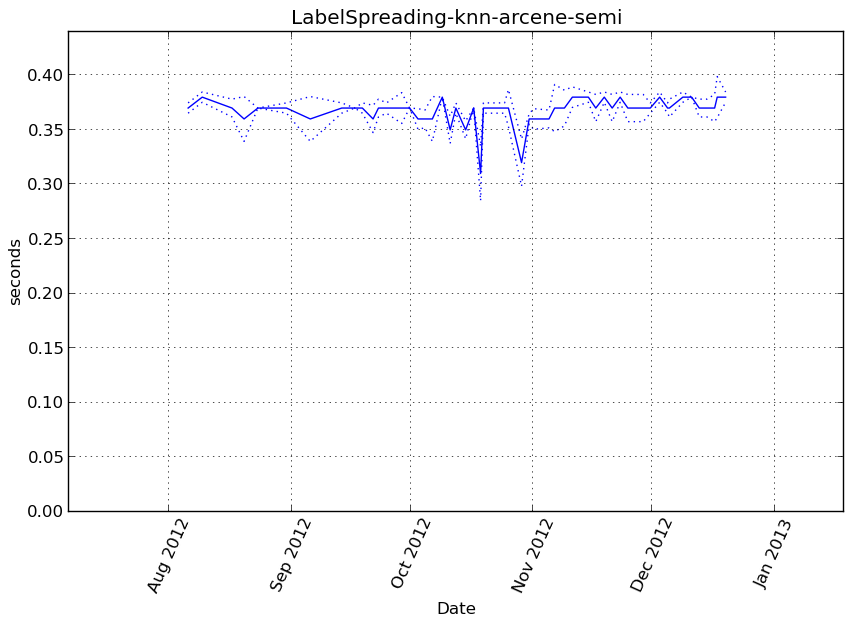 LabelSpreading-knn-arcene-semi
0.40
0.35
0.30
0.25
0.20
0.15
0.10
0.05
0.00
seconds
Aug 2012
Sep 2012
Oct 2012
Nov 2012
Dec 2012
Jan 2013
Date